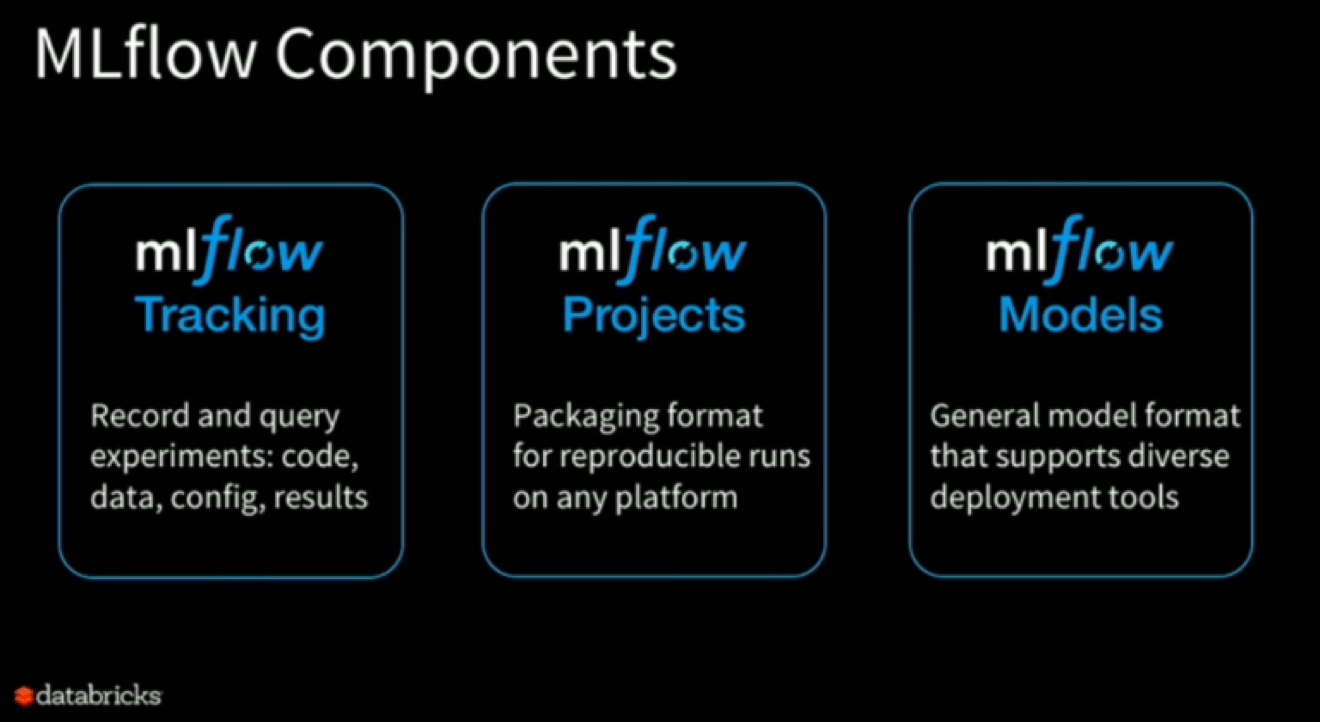 MLflow Components
mlflow
Tracking
Record and query
experiments: code,
data, config, results
mlflow
Projects
Packaging format
for reproducible runs
on any platform
mlflow
Models
General model format
that supports diverse
deployment tools
databricks